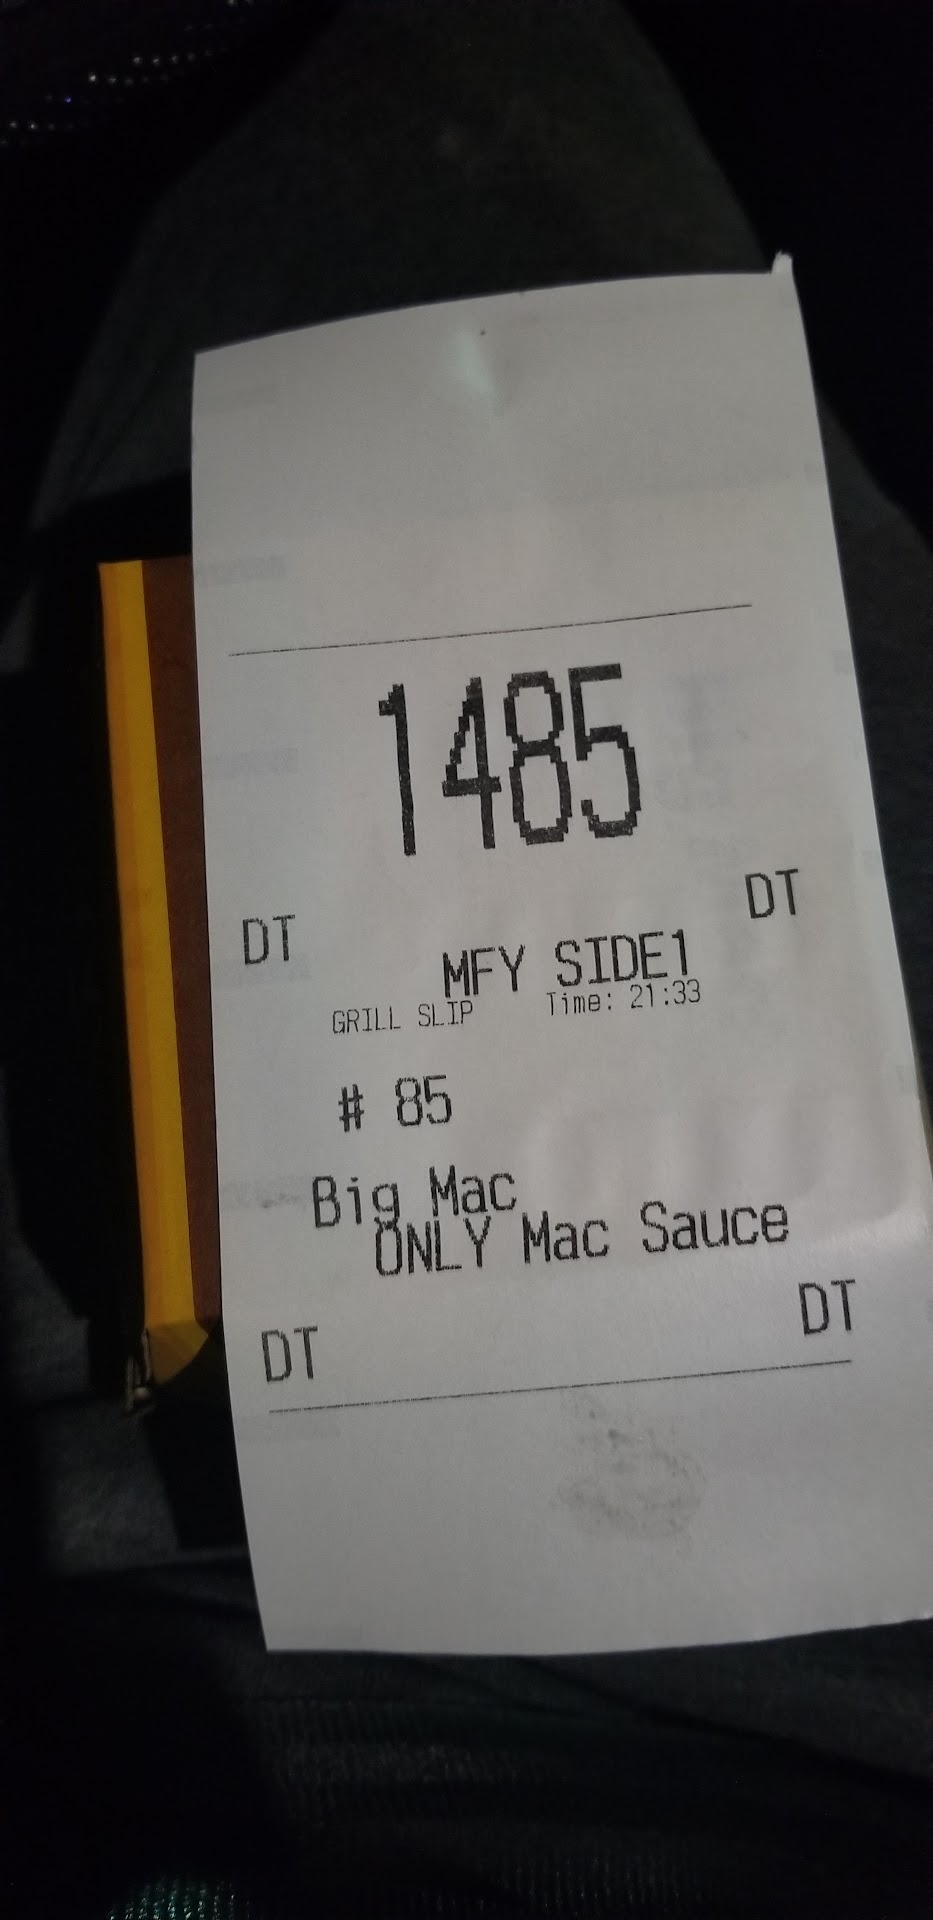 1485
DT DT
MFY SIDE1
GRILL SLIP Time: 21:33
# 85
Big Mac
ONLY Mac Sauce
DT DT